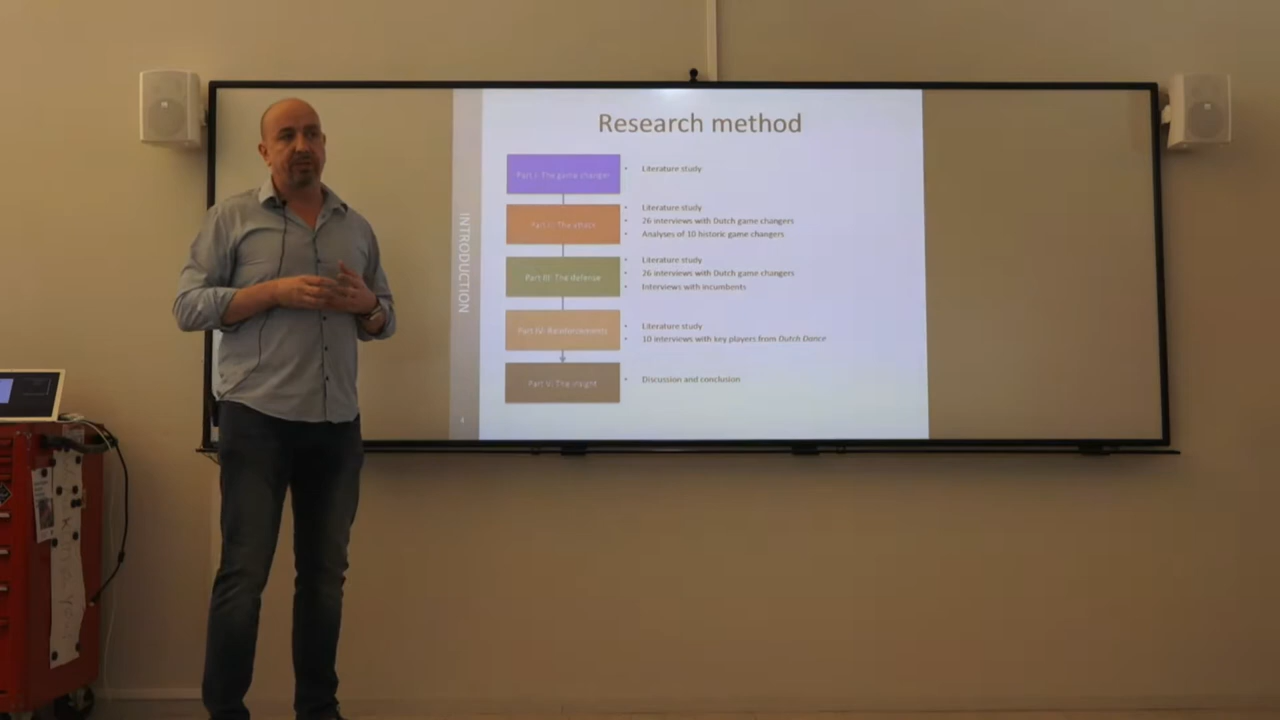 Research method
INTRODUCTION
Part I: The game changer
• Literature study
Part II: The attack
• Literature study
• 26 interviews with Dutch game changers
• Analyses of 10 historic game changers
Part III: The defense
• Literature study
• 26 interviews with Dutch game changers
• Interviews with incumbents
Part IV: Reinforcements
• Literature study
• 10 interviews with key players from Dutch Dance
Part V: The insight
• Discussion and conclusion